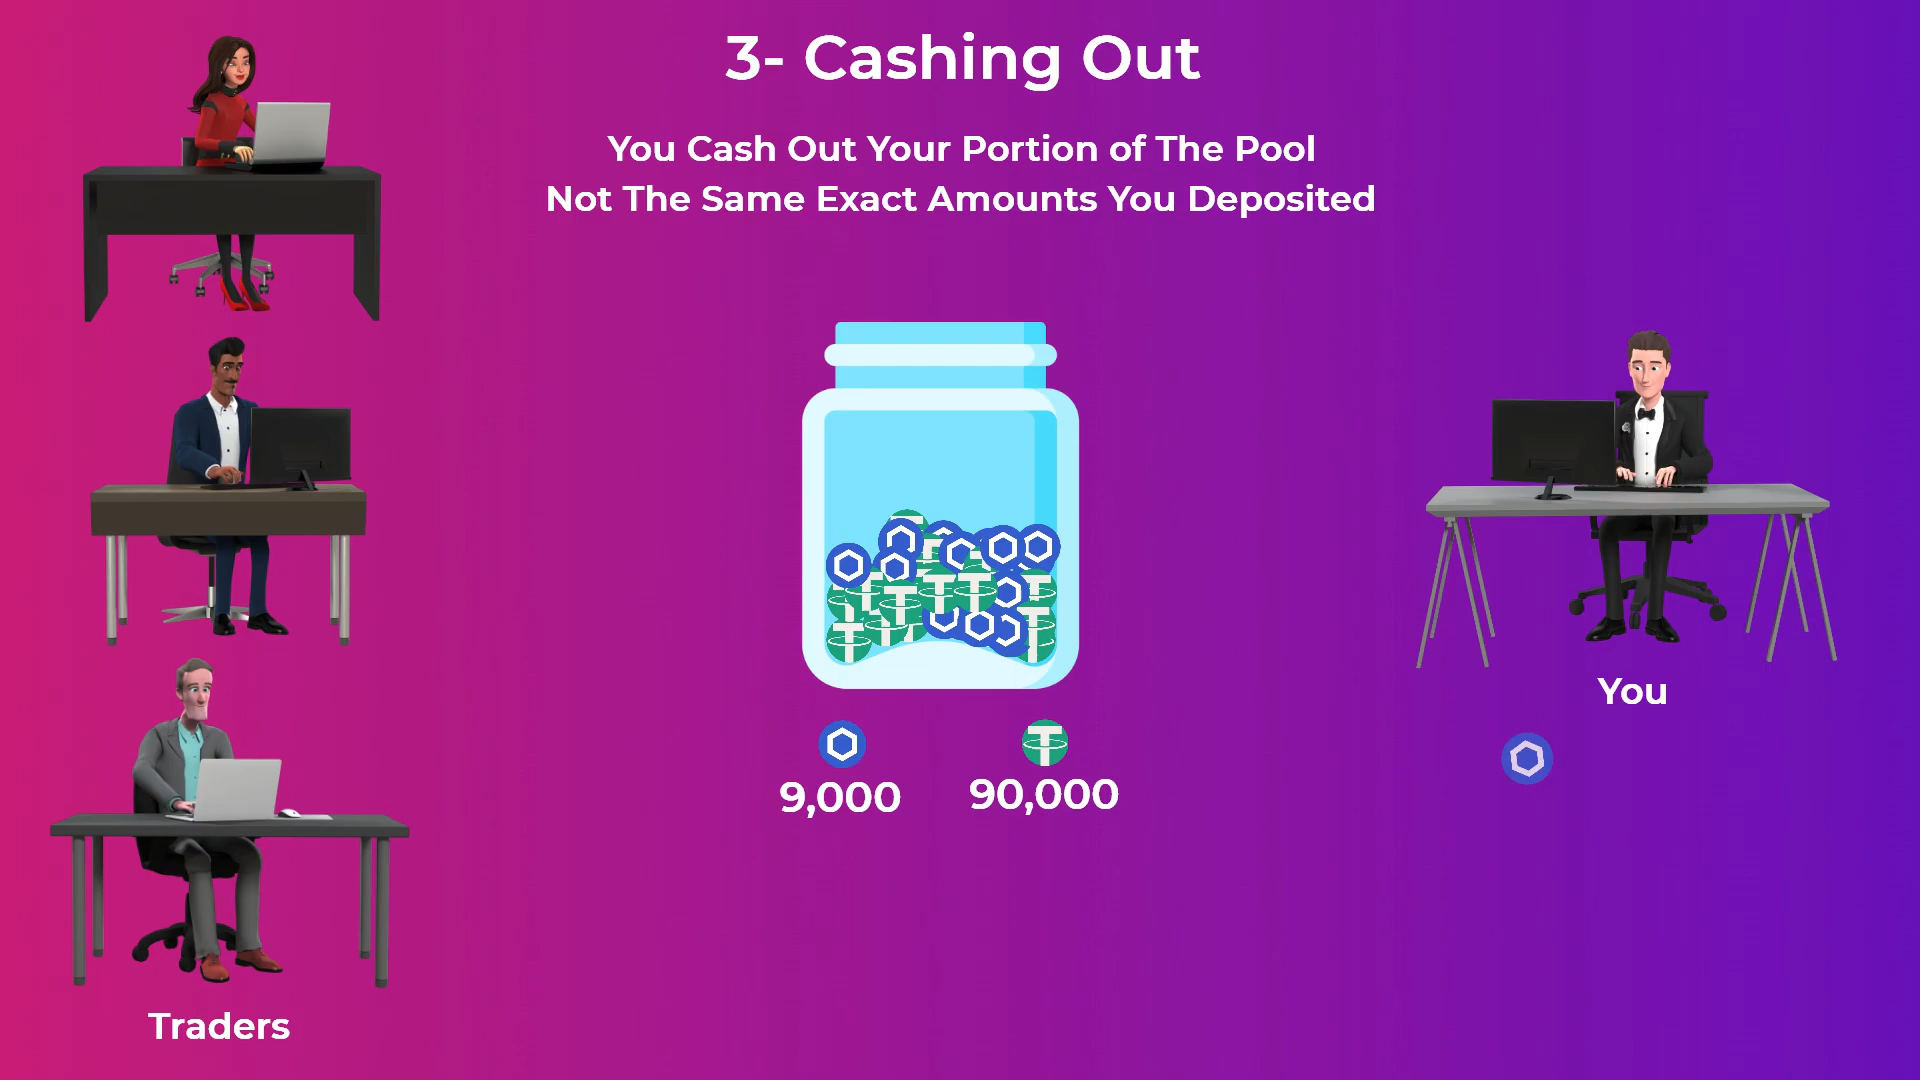 3- Cashing Out
You Cash Out Your Portion of The Pool
Not The Same Exact Amounts You Deposited
You
9,000
90,000
Traders